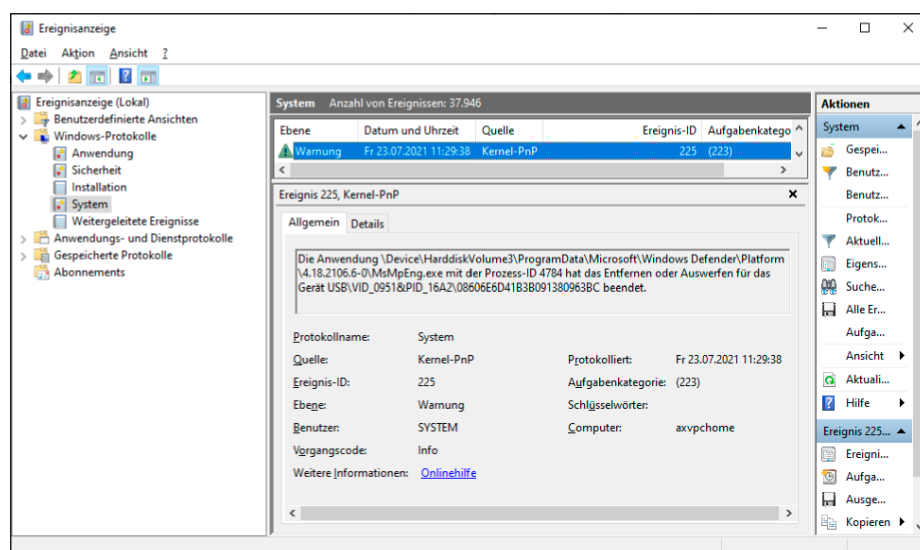 Ereignisanzeige
Datei Aktion Ansicht ?
Ereignisanzeige (Lokal)
Benutzerdefinierte Ansichten
Windows-Protokolle
Anwendung
Sicherheit
Installation
System
Weitergeleitete Ereignisse
Anwendungs- und Dienstprotokolle
Gespeicherte Protokolle
Abonnements
System Anzahl von Ereignissen: 37.946
Ebene Datum und Uhrzeit Quelle Ereignis-ID Aufgabenkatego
Warnung Fr 23.07.2021 11:29:38 Kernel-PnP 225 (223)
Ereignis 225, Kernel-PnP
Allgemein Details
Die Anwendung \Device\HarddiskVolume3\ProgramData\Microsoft\Windows Defender\Platform
\4.18.2106.6-0\MsMpEng.exe mit der Prozess-ID 4784 hat das Entfernen oder Auswerfen für das
Gerät USB\VID_0951&PID_16A2\08606E6D41B3B091380963BC beendet.
Protokollname: System
Quelle: Kernel-PnP Protokolliert: Fr 23.07.2021 11:29:38
Ereignis-ID: 225 Aufgabenkategorie: (223)
Ebene: Warnung Schlüsselwörter:
Benutzer: SYSTEM Computer: axvpchome
Vorgangscode: Info
Weitere Informationen: Onlinehilfe
Aktionen
System
Gespei...
Benutz...
Benutz...
Protok...
Aktuell...
Eigens...
Suche...
Alle Er...
Aufga...
Ansicht
Aktuali...
Hilfe
Ereignis 225...
Ereigni...
Aufga...
Ausge...
Kopieren